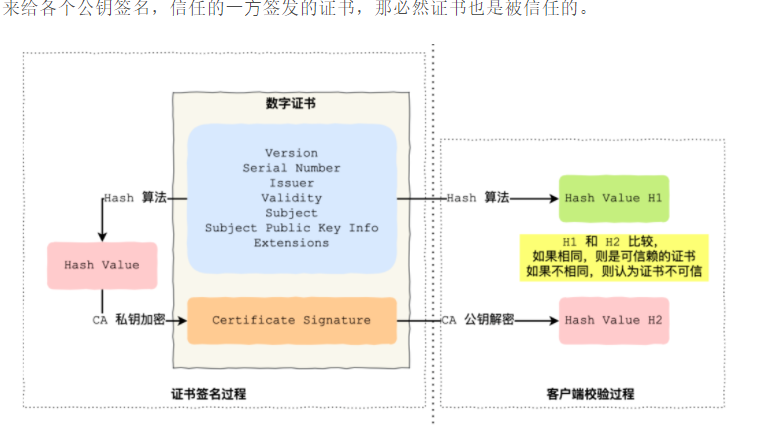 来给各个公钥签名，信任的一方签发的证书，那必然证书也是被信任的。
数字证书
Version
Serial Number
Issuer
Validity
Subject
Subject Public Key Info
Extensions
Hash 算法
Hash Value
CA 私钥加密
Certificate Signature
证书签名过程
Hash 算法
Hash Value H1
H1 和 H2 比较，
如果相同，则是可信赖的证书
如果不相同，则认为证书不可信
CA 公钥解密
Hash Value H2
客户端校验过程